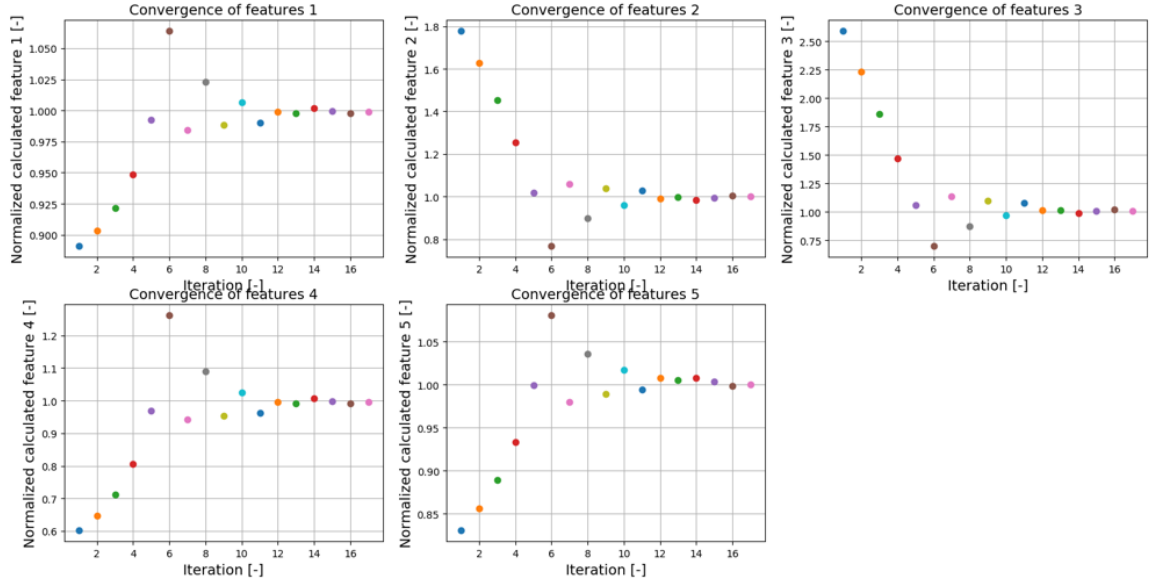 Convergence of features 1
Normalized calculated feature 1 [-]
1.050
1.025
1.000
0.975
0.950
0.925
0.900
2 4 6 8 10 12 14 16
Iteration [-]
Convergence of features 2
Normalized calculated feature 2 [-]
1.8
1.6
1.4
1.2
1.0
0.8
2 4 6 8 10 12 14 16
Iteration [-]
Convergence of features 3
Normalized calculated feature 3 [-]
2.50
2.25
2.00
1.75
1.50
1.25
1.00
0.75
2 4 6 8 10 12 14 16
Iteration [-]
Convergence of features 4
Normalized calculated feature 4 [-]
1.2
1.1
1.0
0.9
0.8
0.7
0.6
2 4 6 8 10 12 14 16
Iteration [-]
Convergence of features 5
Normalized calculated feature 5 [-]
1.05
1.00
0.95
0.90
0.85
2 4 6 8 10 12 14 16
Iteration [-]